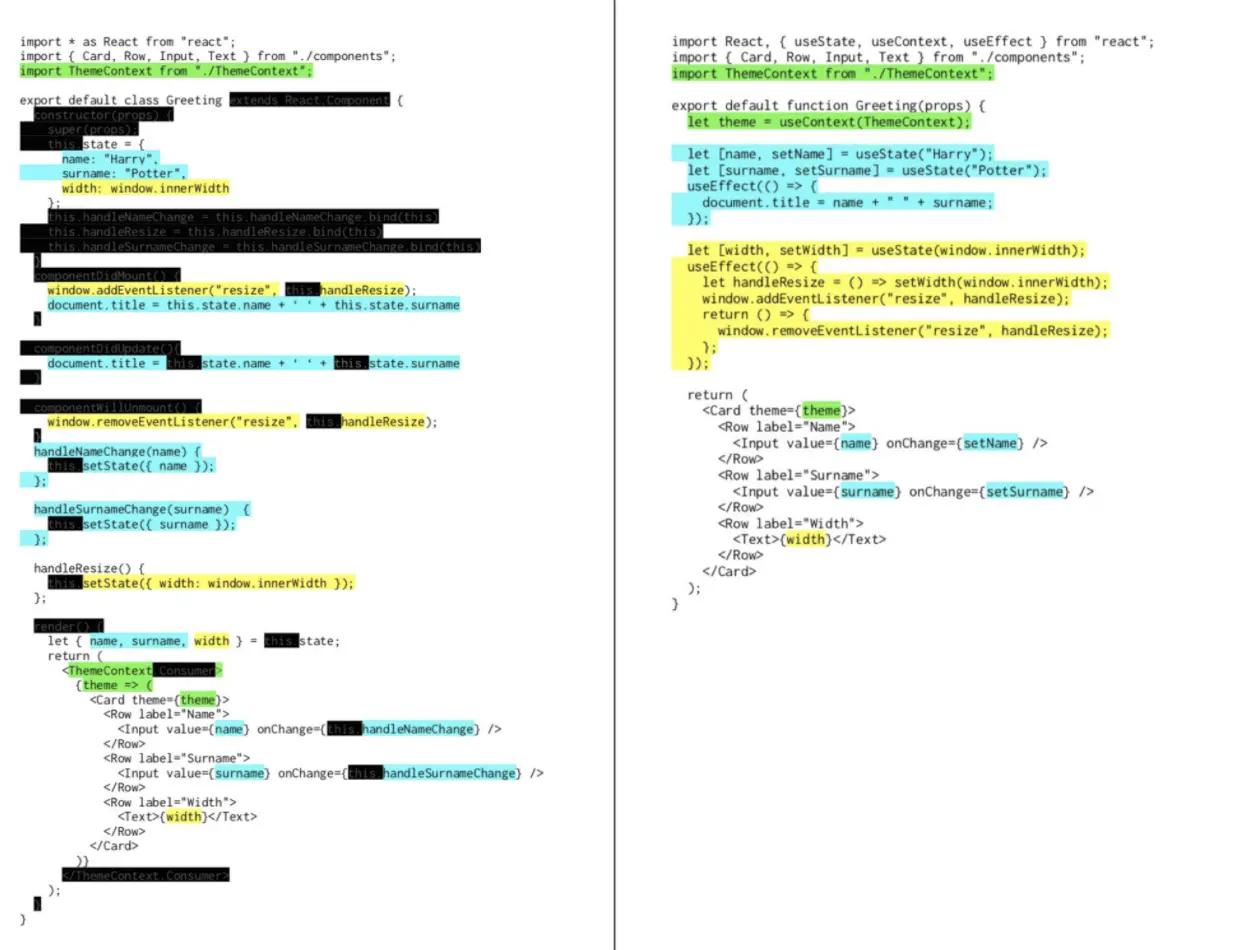 import * as React from "react";
import { Card, Row, Input, Text } from "./components";
import ThemeContext from "./ThemeContext";
export default class Greeting extends React.Component {
constructor(props) {
super(props);
this.state = {
name: "Harry",
surname: "Potter",
width: window.innerWidth
};
this.handleNameChange = this.handleNameChange.bind(this)
this.handleResize = this.handleResize.bind(this)
this.handleSurnameChange = this.handleSurnameChange.bind(this)
}
componentDidMount() {
window.addEventListener("resize", this.handleResize);
document.title = this.state.name + ' ' + this.state.surname
}
componentDidUpdate(){
document.title = this.state.name + ' ' + this.state.surname
}
componentWillUnmount() {
window.removeEventListener("resize", this.handleResize);
}
handleNameChange(name) {
this.setState({ name });
};
handleSurnameChange(surname) {
this.setState({ surname });
};
handleResize() {
this.setState({ width: window.innerWidth });
};
render() {
let { name, surname, width } = this.state;
return (
<ThemeContext.Consumer>
{theme => (
<Card theme={theme}>
<Row label="Name">
<Input value={name} onChange={this.handleNameChange} />
</Row>
<Row label="Surname">
<Input value={surname} onChange={this.handleSurnameChange} />
</Row>
<Row label="Width">
<Text>{width}</Text>
</Row>
</Card>
)}
</ThemeContext.Consumer>
);
}
}
import React, { useState, useContext, useEffect } from "react";
import { Card, Row, Input, Text } from "./components";
import ThemeContext from "./ThemeContext";
export default function Greeting(props) {
let theme = useContext(ThemeContext);
let [name, setName] = useState("Harry");
let [surname, setSurname] = useState("Potter");
useEffect(() => {
document.title = name + " " + surname;
});
let [width, setWidth] = useState(window.innerWidth);
useEffect(() => {
let handleResize = () => setWidth(window.innerWidth);
window.addEventListener("resize", handleResize);
return () => {
window.removeEventListener("resize", handleResize);
};
});
return (
<Card theme={theme}>
<Row label="Name">
<Input value={name} onChange={setName} />
</Row>
<Row label="Surname">
<Input value={surname} onChange={setSurname} />
</Row>
<Row label="Width">
<Text>{width}</Text>
</Row>
</Card>
);
}